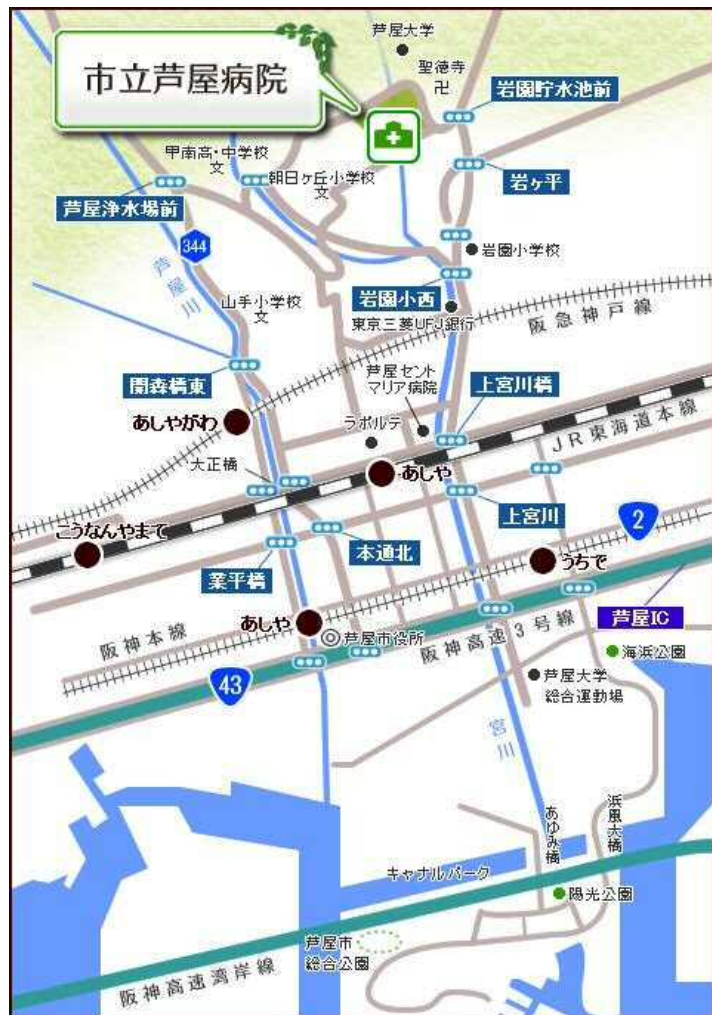 芦屋大学
聖徳寺
卍
市立芦屋病院
岩園貯水池前
甲南高・中学校
文
朝日ヶ丘小学校
文
岩ヶ平
芦屋浄水場前
344
岩園小学校
芦屋川
岩園小西
山手小学校
文
東京三菱UFJ銀行
阪急神戸線
芦屋セント
マリア病院
開森橋東
上宮川橋
あしやがわ
ラポルテ
JR東海道本線
大正橋
あしや
上宮川
2
こうなんやまて
本通北
業平橋
うちで
あしや
芦屋IC
阪神本線
芦屋市役所
阪神高速3号線
海浜公園
43
芦屋大学
総合運動場
宮川
浜風大橋
あゆみ橋
キャナルパーク
陽光公園
芦屋市
総合公園
阪神高速湾岸線